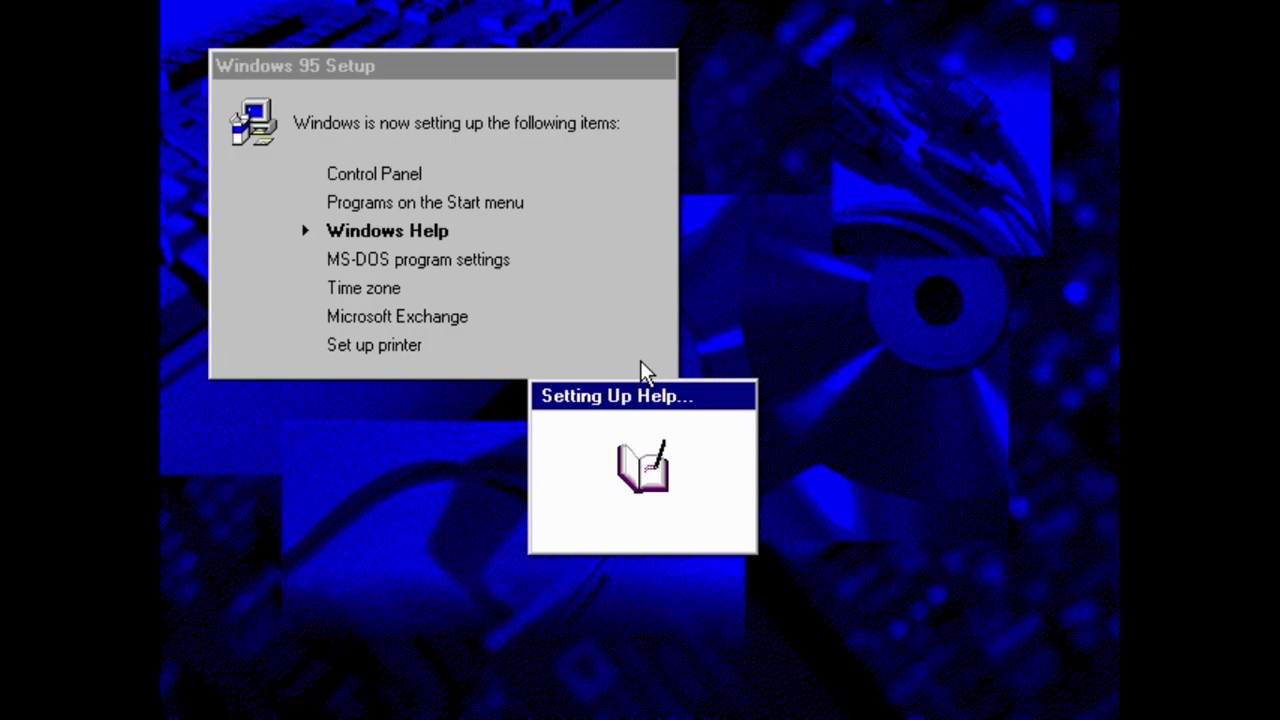 Windows 95 Setup
Windows is now setting up the following items:
Control Panel
Programs on the Start menu
Windows Help
MS-DOS program settings
Time zone
Microsoft Exchange
Set up printer
Setting Up Help...